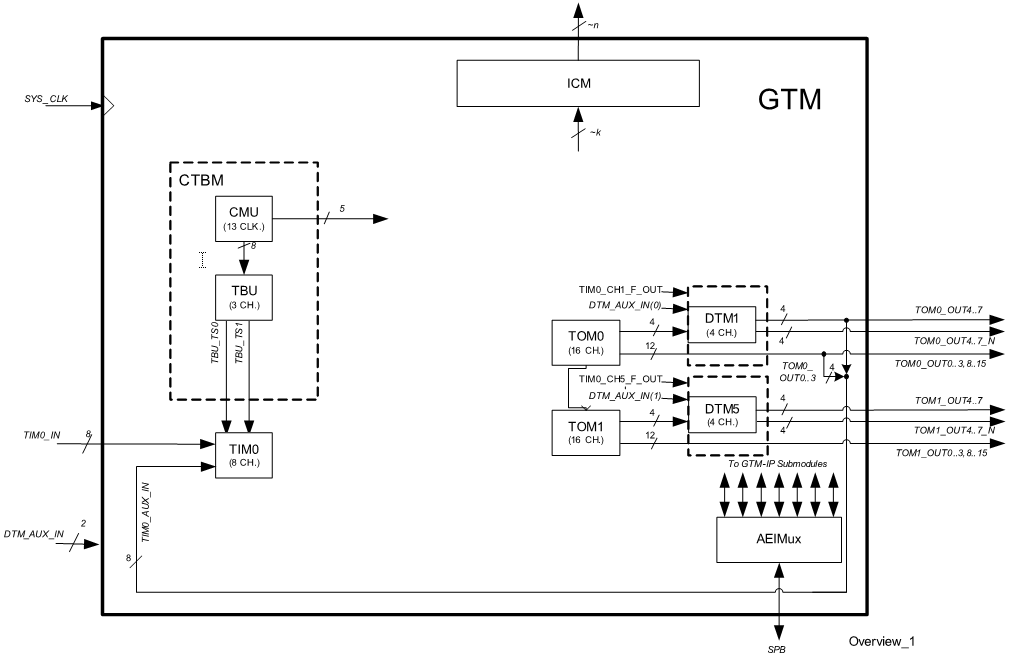 ~n
ICM
GTM
SYS_CLK
~k
CTBM
CMU
(13 CLK.)
5
8
TBU
(3 CH.)
TBU_TS0
TBU_TS1
TIM0_CH1_F_OUT
DTM_AUX_IN(0)
DTM1
(4 CH.)
4
4
TOM0_OUT4..7
TOM0
(16 CH.)
4
12
TOM0_OUT4..7_N
TOM0_
OUT0..3
4
TOM0_OUT0..3,8..15
TIM0_CH5_F_OUT
DTM_AUX_IN(1)
DTM5
(4 CH.)
4
4
TOM1_OUT4..7
TOM1
(16 CH.)
4
12
TOM1_OUT4..7_N
TOM1_OUT0..3,8..15
TIM0_IN
8
TIM0
(8 CH.)
To GTM-IP Submodules
TIM0_AUX_IN
8
DTM_AUX_IN
2
AEIMux
SPB
Overview_1